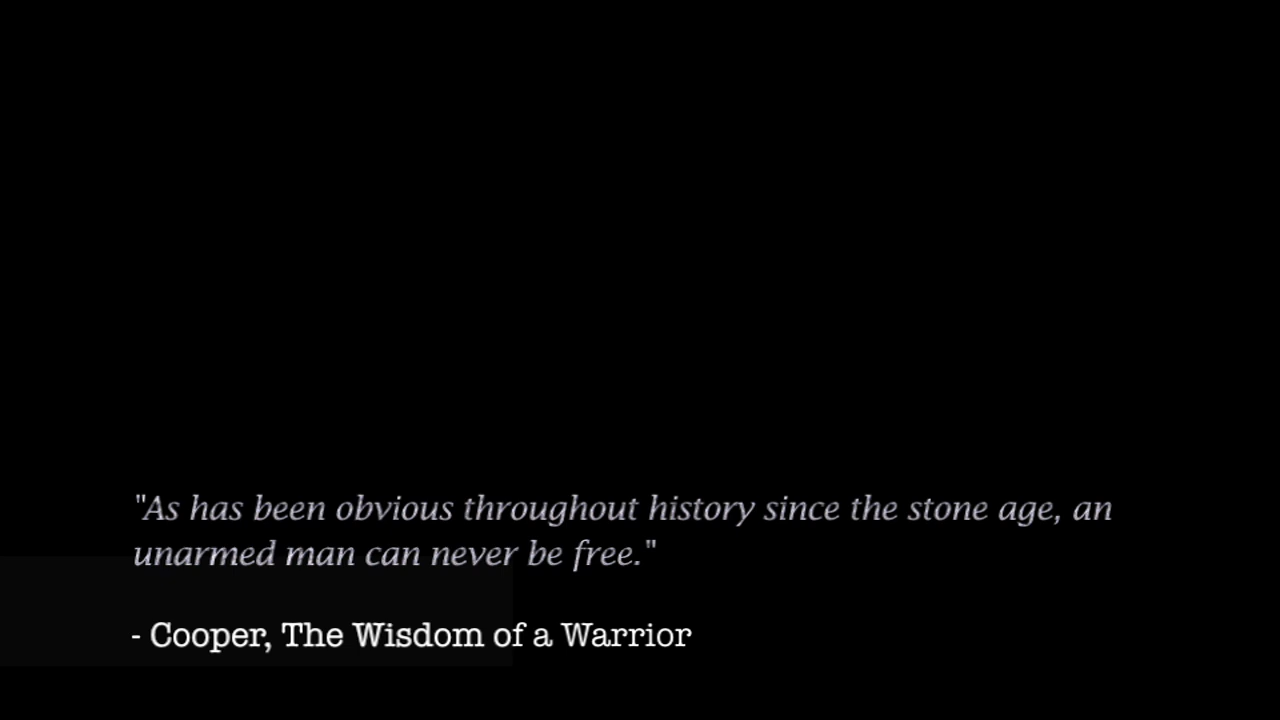 "As has been obvious throughout history since the stone age, an
unarmed man can never be free."
- Cooper, The Wisdom of a Warrior